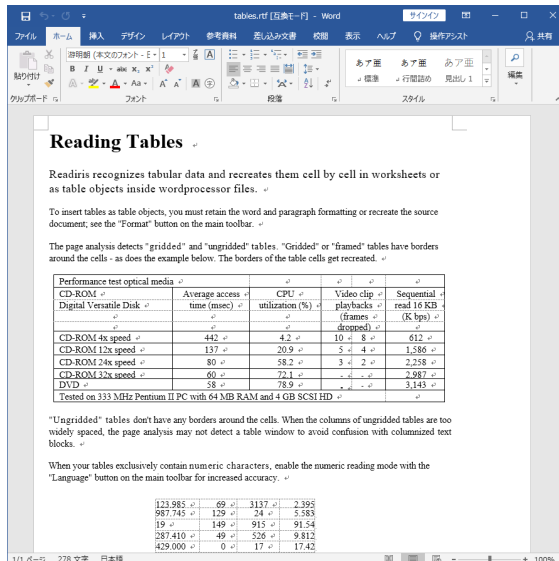 tables.rtf [互換モード] - Word サインイン
ファイル ホーム 挿入 デザイン レイアウト 参考資料 差し込み文書 校閲 表示 ヘルプ 操作アシスト 共有
貼り付け
游明朝 (本文のフォント - E 1
B I U abc x₂ x²
A Aa A A
あア亜 あア亜 あア亜
標準 行間詰め 見出し 1
編集
クリップボード フォント 段落 スタイル
Reading Tables
Readiris recognizes tabular data and recreates them cell by cell in worksheets or
as table objects inside wordprocessor files.
To insert tables as table objects, you must retain the word and paragraph formatting or recreate the source
document; see the "Format" button on the main toolbar.
The page analysis detects "gridded" and "ungridded" tables. "Gridded" or "framed" tables have borders
around the cells - as does the example below. The borders of the table cells get recreated.
Performance test optical media
CD-ROM Average access CPU Video clip Sequential
Digital Versatile Disk time (msec) utilization (%) playbacks read 16 KB
(frames (K bps)
dropped)
CD-ROM 4x speed 442 4.2 10 8 612
CD-ROM 12x speed 137 20.9 5 4 1,586
CD-ROM 24x speed 80 58.2 3 2 2,258
CD-ROM 32x speed 60 72.1 - - 2,987
DVD 58 78.9 - - 3,143
Tested on 333 MHz Pentium II PC with 64 MB RAM and 4 GB SCSI HD
"Ungridded" tables don't have any borders around the cells. When the columns of ungridded tables are too
widely spaced, the page analysis may not detect a table window to avoid confusion with columnized text
blocks.
When your tables exclusively contain numeric characters, enable the numeric reading mode with the
"Language" button on the main toolbar for increased accuracy.
123.985 69 3137 2.395
987.745 129 24 5.583
19 149 915 91.54
287.410 49 526 9.812
429.000 0 17 17.42
1/1 ページ 278 文字 日本語 100%